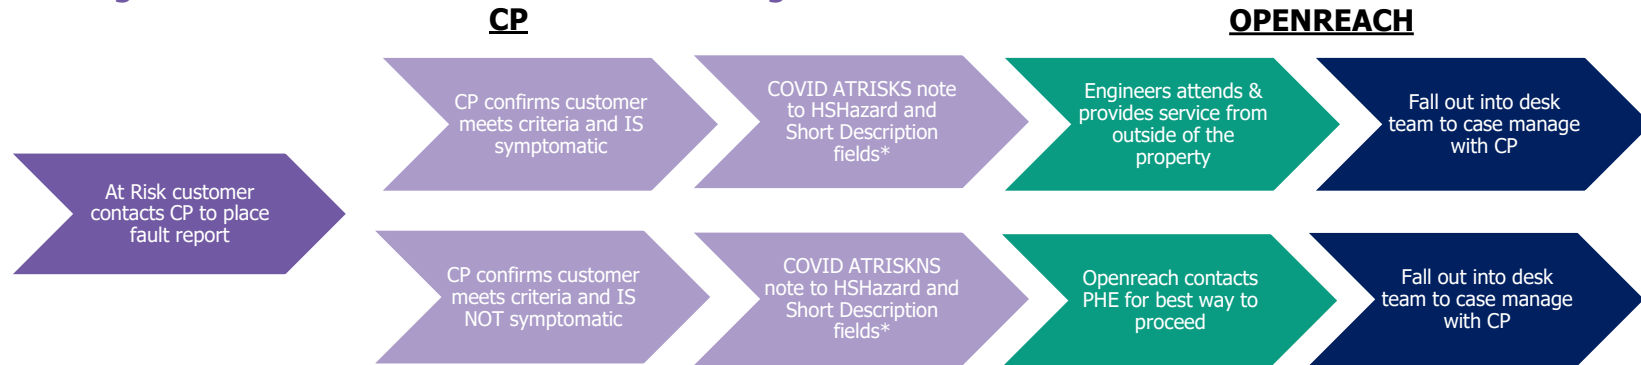 CP
OPENREACH
At Risk customer
contacts CP to place
fault report
CP confirms customer
meets criteria and IS
symptomatic
COVID ATRISKS note
to HSHazard and
Short Description
fields*
Engineers attends &
provides service from
outside of the
property
Fall out into desk
team to case manage
with CP
CP confirms customer
meets criteria and IS
NOT symptomatic
COVID ATRISKNS
note to HSHazard and
Short Description
fields*
Openreach contacts
PHE for best way to
proceed
Fall out into desk
team to case manage
with CP